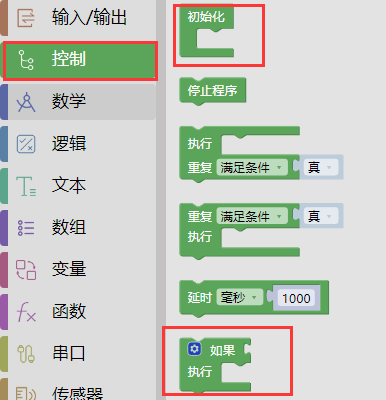 输入/输出
控制
数学
逻辑
文本
数组
变量
函数
串口
传感器
初始化
停止程序
执行
重复 满足条件 真
重复 满足条件 真
执行
延时 毫秒 1000
如果
执行